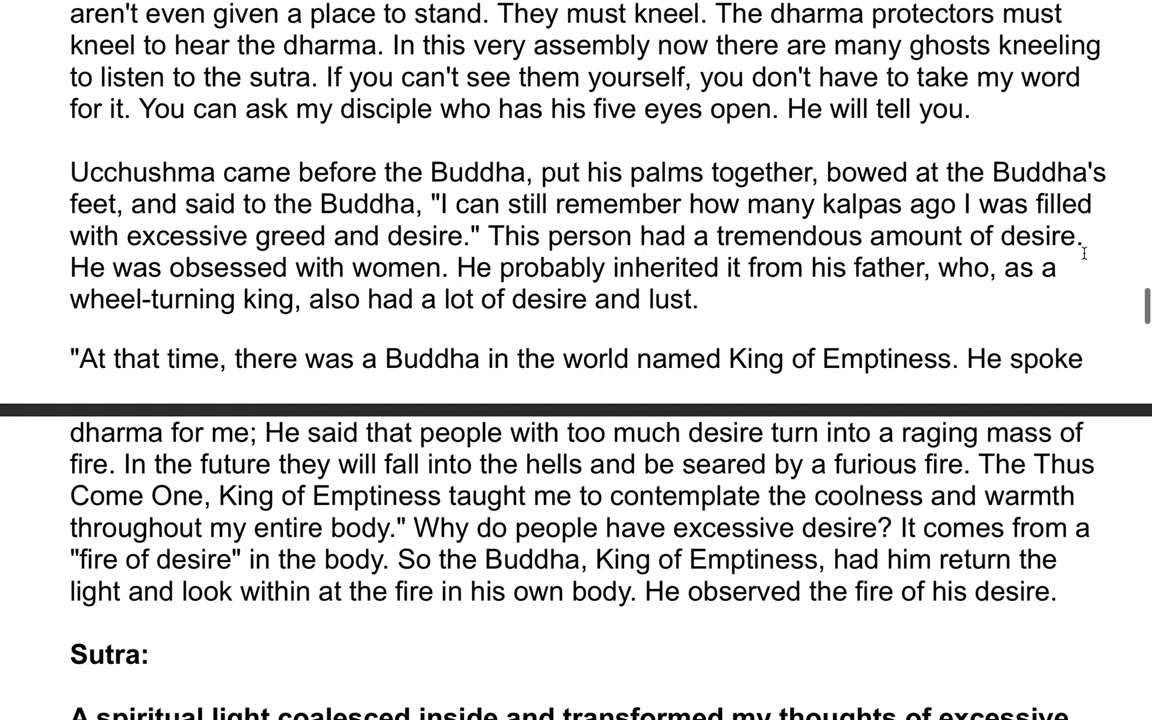 aren't even given a place to stand. They must kneel. The dharma protectors must
kneel to hear the dharma. In this very assembly now there are many ghosts kneeling
to listen to the sutra. If you can't see them yourself, you don't have to take my word
for it. You can ask my disciple who has his five eyes open. He will tell you.
Ucchushma came before the Buddha, put his palms together, bowed at the Buddha's
feet, and said to the Buddha, "I can still remember how many kalpas ago I was filled
with excessive greed and desire." This person had a tremendous amount of desire.
He was obsessed with women. He probably inherited it from his father, who, as a
wheel-turning king, also had a lot of desire and lust.
"At that time, there was a Buddha in the world named King of Emptiness. He spoke
dharma for me; He said that people with too much desire turn into a raging mass of
fire. In the future they will fall into the hells and be seared by a furious fire. The Thus
Come One, King of Emptiness taught me to contemplate the coolness and warmth
throughout my entire body." Why do people have excessive desire? It comes from a
"fire of desire" in the body. So the Buddha, King of Emptiness, had him return the
light and look within at the fire in his own body. He observed the fire of his desire.
Sutra:
A spiritual light coalesced inside and transformed my thoughts of excessive